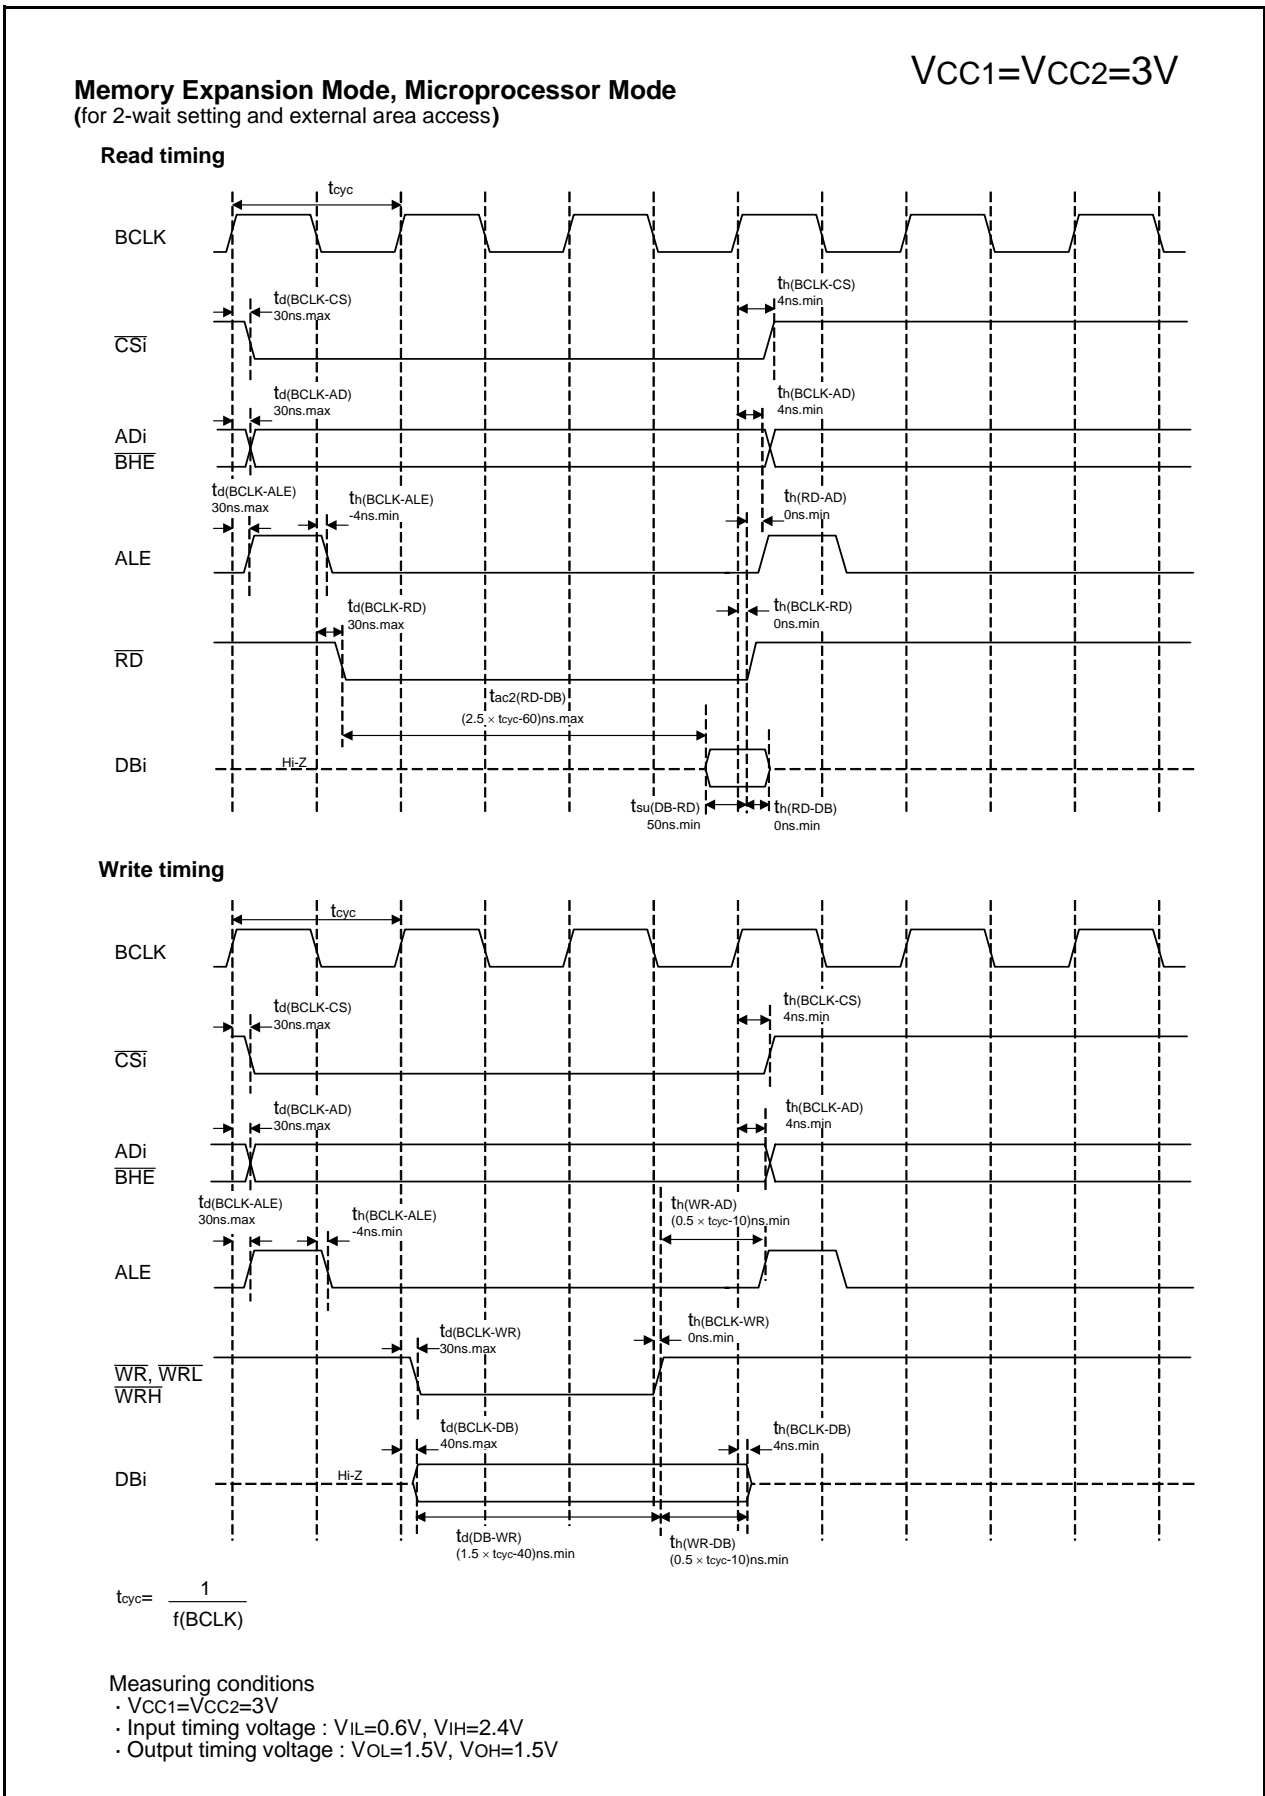 VCC1=VCC2=3V
Memory Expansion Mode, Microprocessor Mode
(for 2-wait setting and external area access)
Read timing
tcyc
BCLK
td(BCLK-CS)
30ns.max
th(BCLK-CS)
4ns.min
CSi
td(BCLK-AD)
30ns.max
th(BCLK-AD)
4ns.min
ADi
BHE
td(BCLK-ALE)
30ns.max
th(BCLK-ALE)
-4ns.min
th(RD-AD)
0ns.min
ALE
td(BCLK-RD)
30ns.max
th(BCLK-RD)
0ns.min
RD
tac2(RD-DB)
(2.5 × tcyc-60)ns.max
DBi
Hi-Z
tsu(DB-RD)
50ns.min
th(RD-DB)
0ns.min
Write timing
tcyc
BCLK
td(BCLK-CS)
30ns.max
th(BCLK-CS)
4ns.min
CSi
td(BCLK-AD)
30ns.max
th(BCLK-AD)
4ns.min
ADi
BHE
td(BCLK-ALE)
30ns.max
th(BCLK-ALE)
-4ns.min
th(WR-AD)
(0.5 × tcyc-10)ns.min
ALE
td(BCLK-WR)
30ns.max
th(BCLK-WR)
0ns.min
WR, WRL
WRH
td(BCLK-DB)
40ns.max
th(BCLK-DB)
4ns.min
DBi
Hi-Z
td(DB-WR)
(1.5 × tcyc-40)ns.min
th(WR-DB)
(0.5 × tcyc-10)ns.min
tcyc= 1
f(BCLK)
Measuring conditions
· VCC1=VCC2=3V
· Input timing voltage : VIL=0.6V, VIH=2.4V
· Output timing voltage : VOL=1.5V, VOH=1.5V